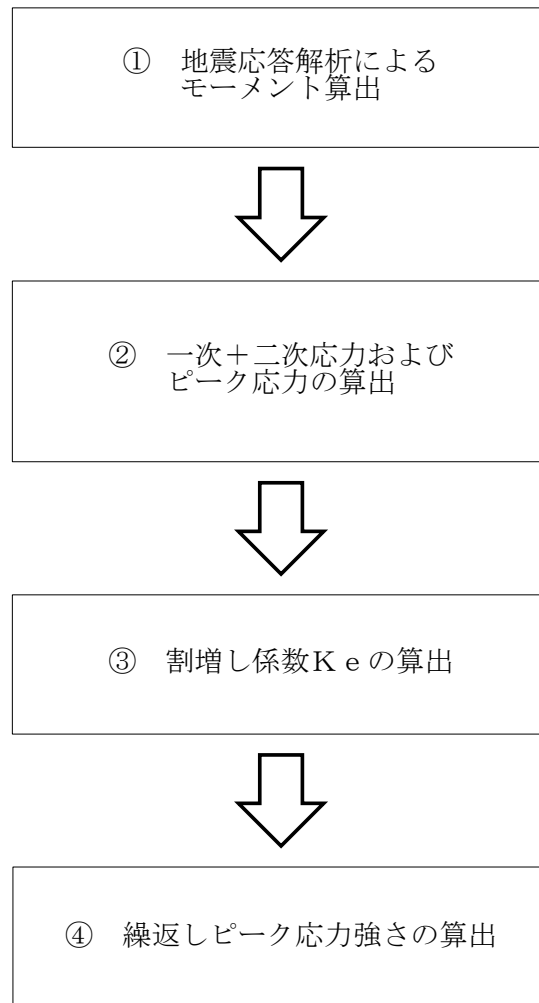 ① 地震応答解析による
モーメント算出
② 一次＋二次応力および
ピーク応力の算出
③ 割増し係数Ｋｅの算出
④ 繰返しピーク応力強さの算出